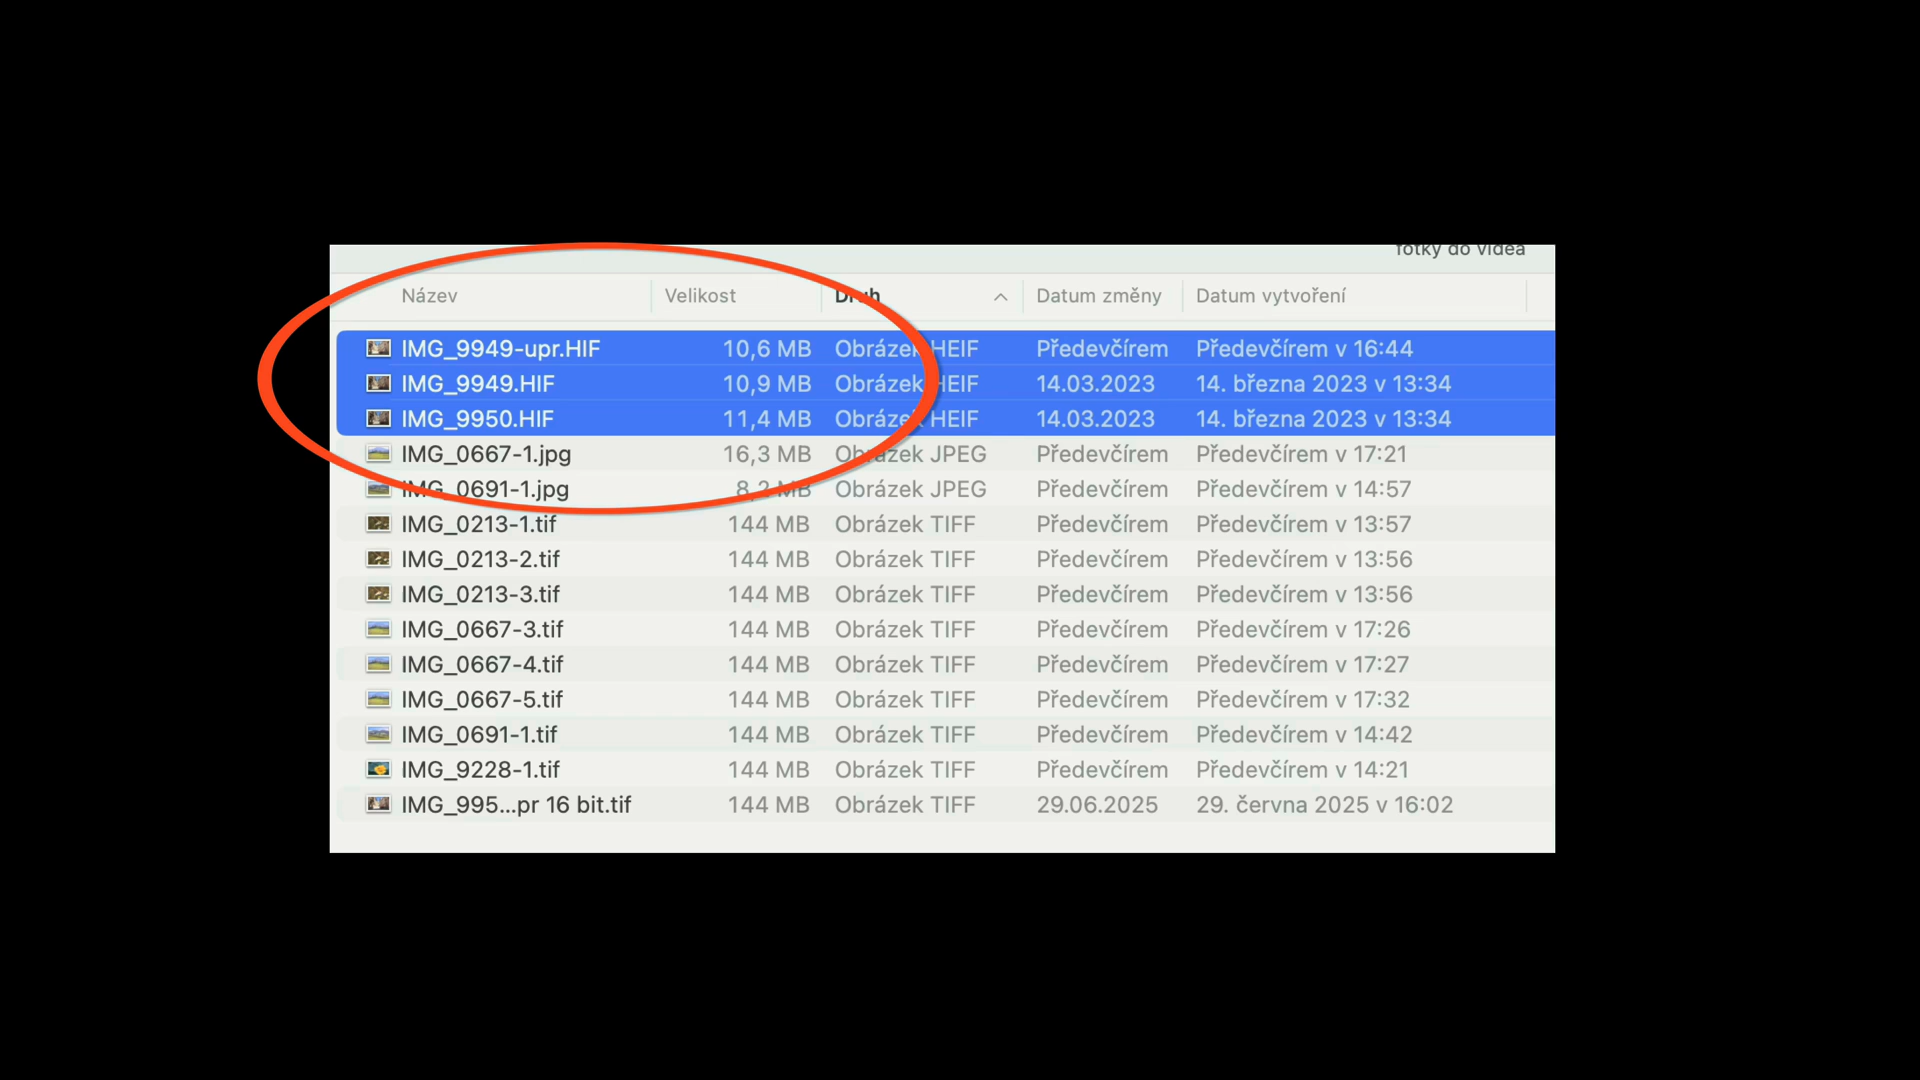 fotky do videa
Název Velikost Druh Datum změny Datum vytvoření
IMG_9949-upr.HIF 10,6 MB Obrázek HEIF Předevčírem Předevčírem v 16:44
IMG_9949.HIF 10,9 MB Obrázek HEIF 14.03.2023 14. března 2023 v 13:34
IMG_9950.HIF 11,4 MB Obrázek HEIF 14.03.2023 14. března 2023 v 13:34
IMG_0667-1.jpg 16,3 MB Obrázek JPEG Předevčírem Předevčírem v 17:21
IMG_0691-1.jpg 8,2 MB Obrázek JPEG Předevčírem Předevčírem v 14:57
IMG_0213-1.tif 144 MB Obrázek TIFF Předevčírem Předevčírem v 13:57
IMG_0213-2.tif 144 MB Obrázek TIFF Předevčírem Předevčírem v 13:56
IMG_0213-3.tif 144 MB Obrázek TIFF Předevčírem Předevčírem v 13:56
IMG_0667-3.tif 144 MB Obrázek TIFF Předevčírem Předevčírem v 17:26
IMG_0667-4.tif 144 MB Obrázek TIFF Předevčírem Předevčírem v 17:27
IMG_0667-5.tif 144 MB Obrázek TIFF Předevčírem Předevčírem v 17:32
IMG_0691-1.tif 144 MB Obrázek TIFF Předevčírem Předevčírem v 14:42
IMG_9228-1.tif 144 MB Obrázek TIFF Předevčírem Předevčírem v 14:21
IMG_995...pr 16 bit.tif 144 MB Obrázek TIFF 29.06.2025 29. června 2025 v 16:02